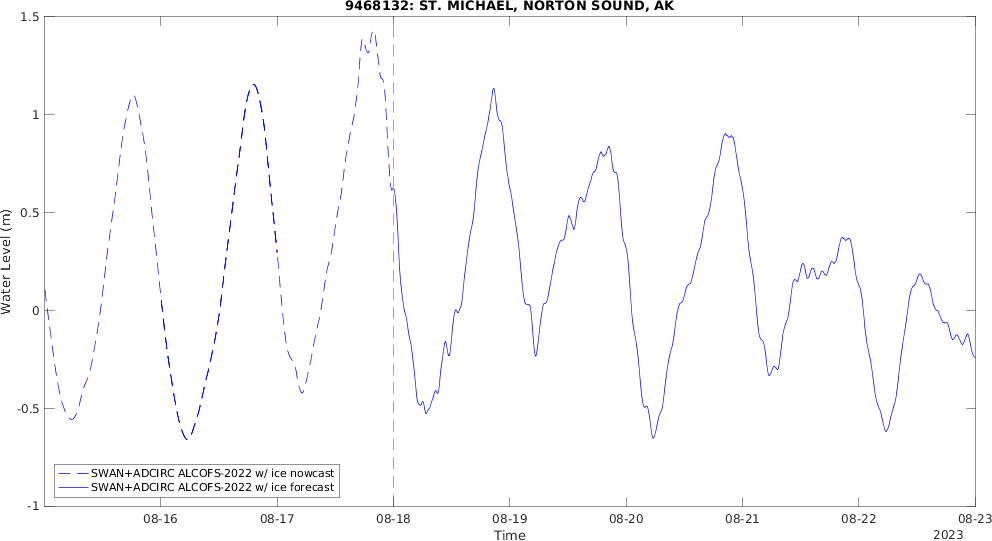 9468132: ST. MICHAEL, NORTON SOUND, AK
1.5
1
0.5
0
-0.5
-1
Water Level (m)
SWAN+ADCIRC ALCOFS-2022 w/ ice nowcast
SWAN+ADCIRC ALCOFS-2022 w/ ice forecast
08-16 08-17 08-18 08-19 08-20 08-21 08-22 08-23
Time
2023